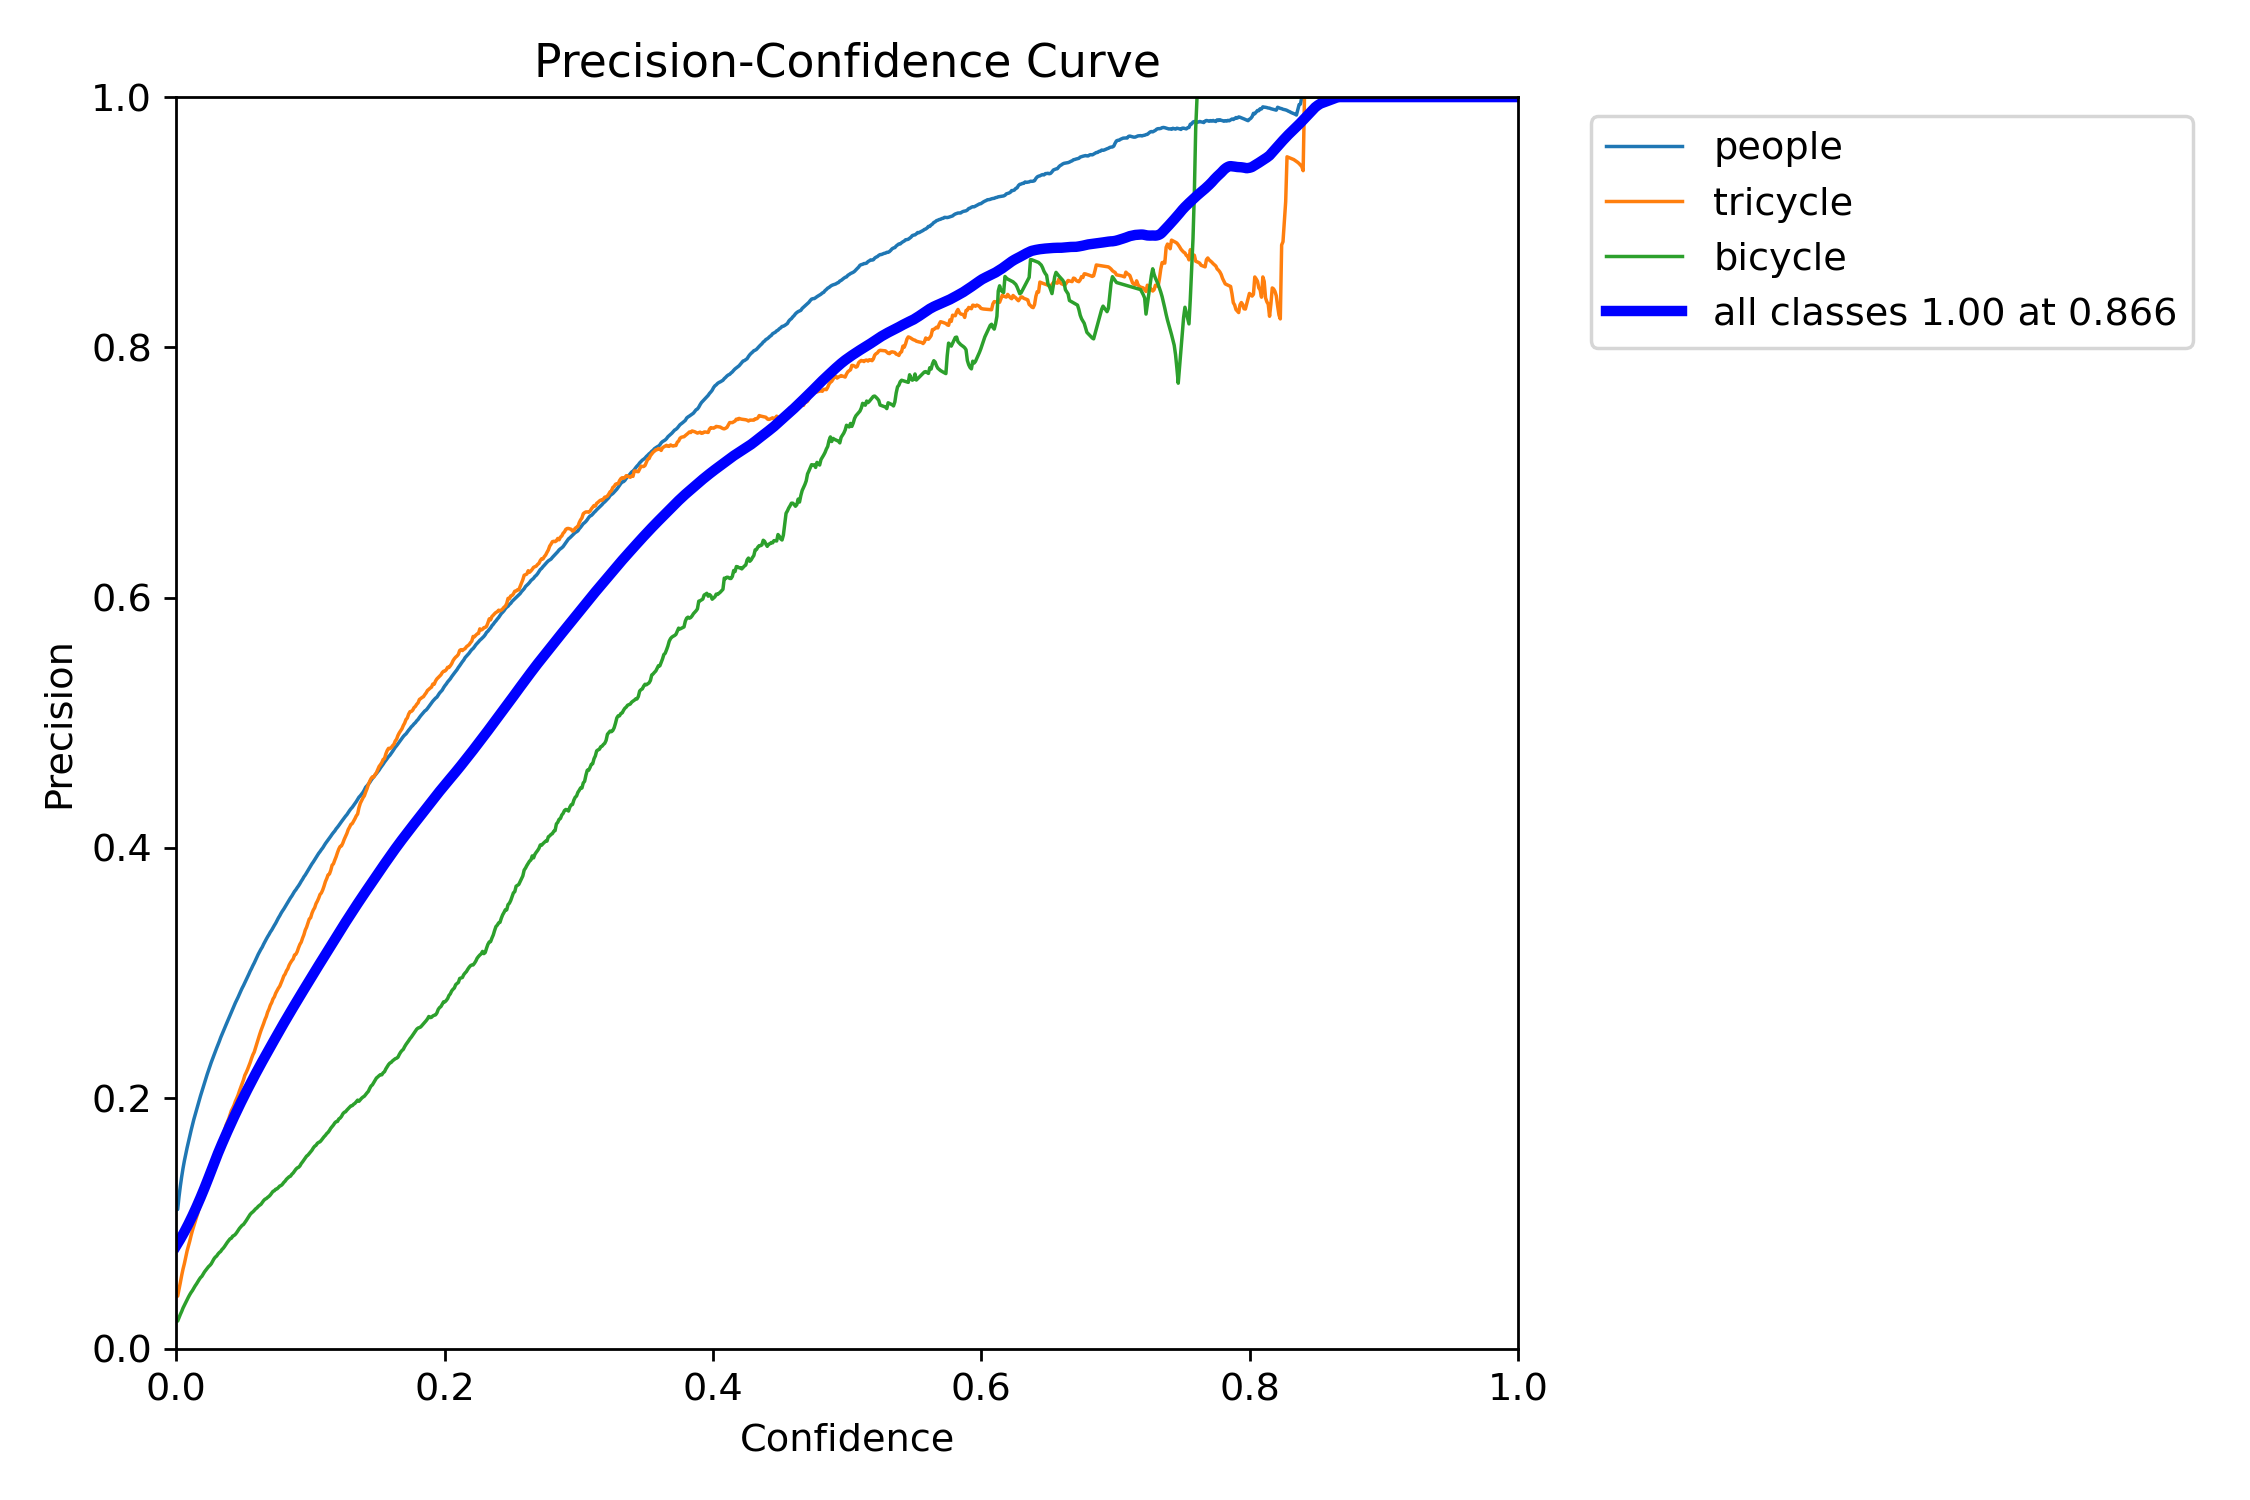 Precision-Confidence Curve
1.0
0.8
0.6
0.4
0.2
0.0
Precision
0.0 0.2 0.4 0.6 0.8 1.0
Confidence
people
tricycle
bicycle
all classes 1.00 at 0.866